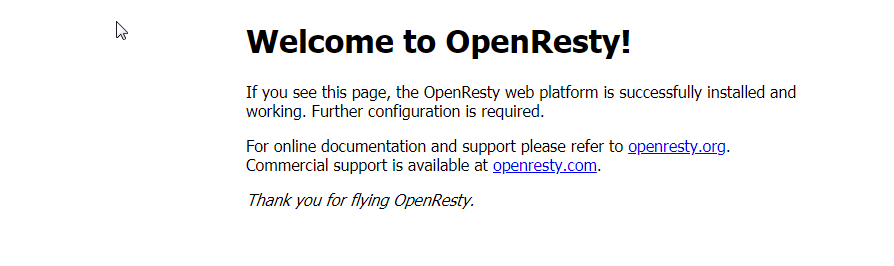 Welcome to OpenResty!
If you see this page, the OpenResty web platform is successfully installed and
working. Further configuration is required.
For online documentation and support please refer to openresty.org.
Commercial support is available at openresty.com.
Thank you for flying OpenResty.